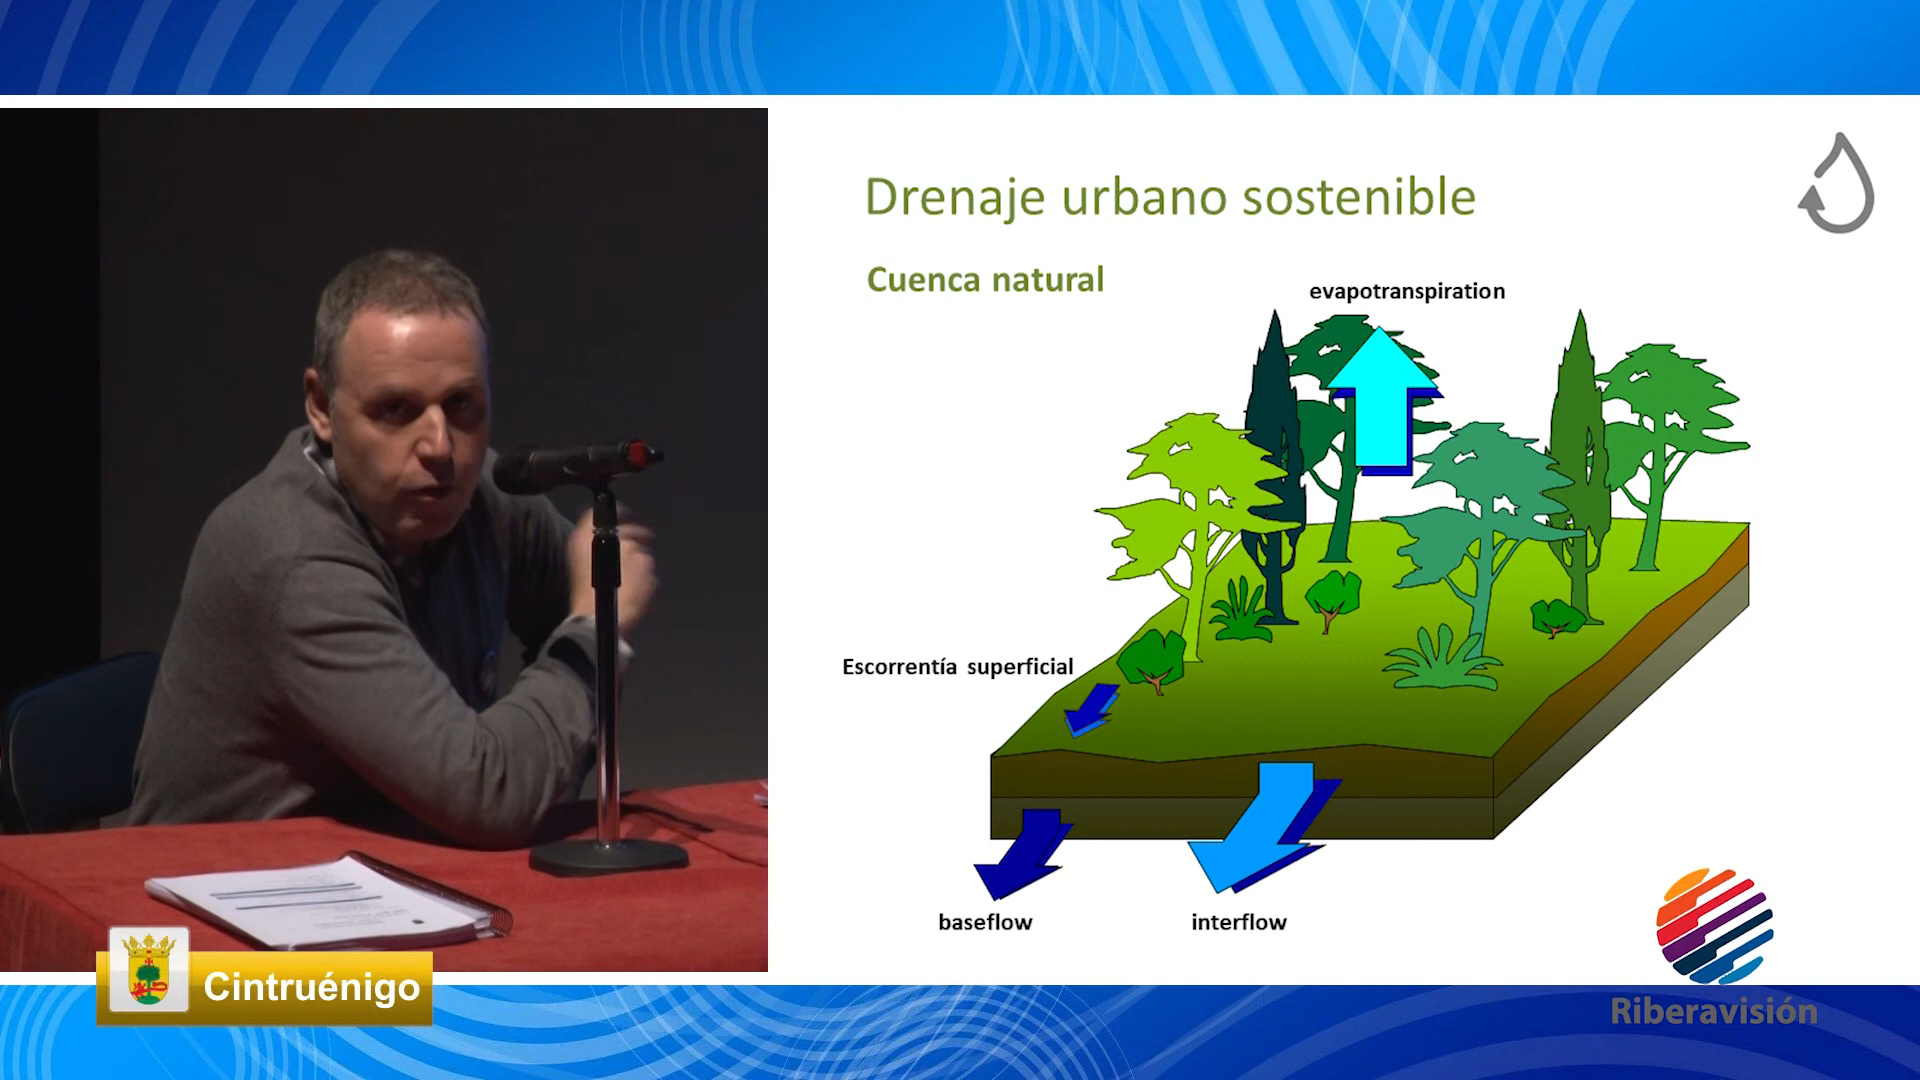 Drenaje urbano sostenible
Cuenca natural
evapotranspiration
Escorrentía superficial
baseflow
interflow
Cintruénigo
Riberavisión